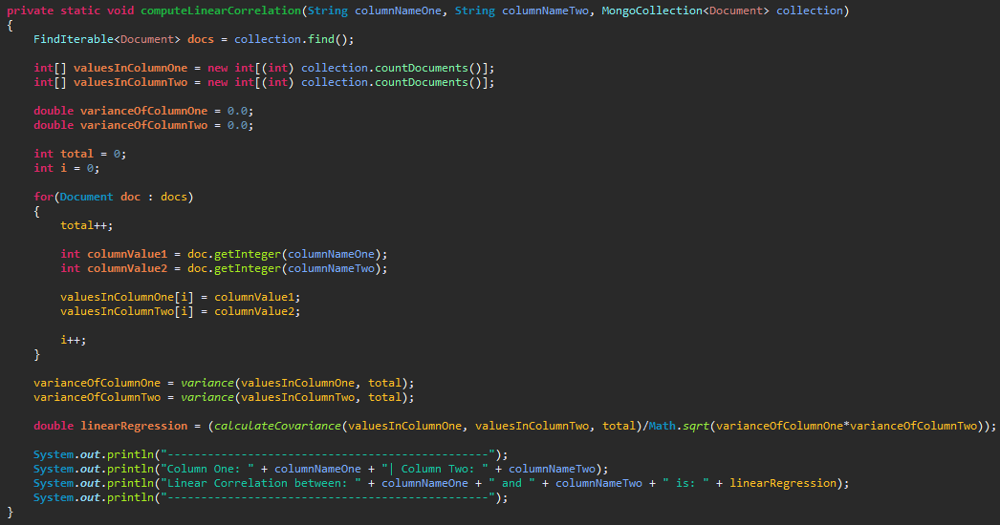 private static void computeLinearCorrelation(String columnNameOne, String columnNameTwo, MongoCollection<Document> collection)
{
    FindIterable<Document> docs = collection.find();

    int[] valuesInColumnOne = new int[(int) collection.countDocuments()];
    int[] valuesInColumnTwo = new int[(int) collection.countDocuments()];

    double varianceOfColumnOne = 0.0;
    double varianceOfColumnTwo = 0.0;

    int total = 0;
    int i = 0;

    for(Document doc : docs)
    {
        total++;

        int columnValue1 = doc.getInteger(columnNameOne);
        int columnValue2 = doc.getInteger(columnNameTwo);

        valuesInColumnOne[i] = columnValue1;
        valuesInColumnTwo[i] = columnValue2;

        i++;
    }

    varianceOfColumnOne = variance(valuesInColumnOne, total);
    varianceOfColumnTwo = variance(valuesInColumnTwo, total);

    double linearRegression = (calculateCovariance(valuesInColumnOne, valuesInColumnTwo, total)/Math.sqrt(varianceOfColumnOne*varianceOfColumnTwo));

    System.out.println("------------------------------------------------");
    System.out.println("Column One: " + columnNameOne + "| Column Two: " + columnNameTwo);
    System.out.println("Linear Correlation between: " + columnNameOne + " and " + columnNameTwo + " is: " + linearRegression);
    System.out.println("------------------------------------------------");
}